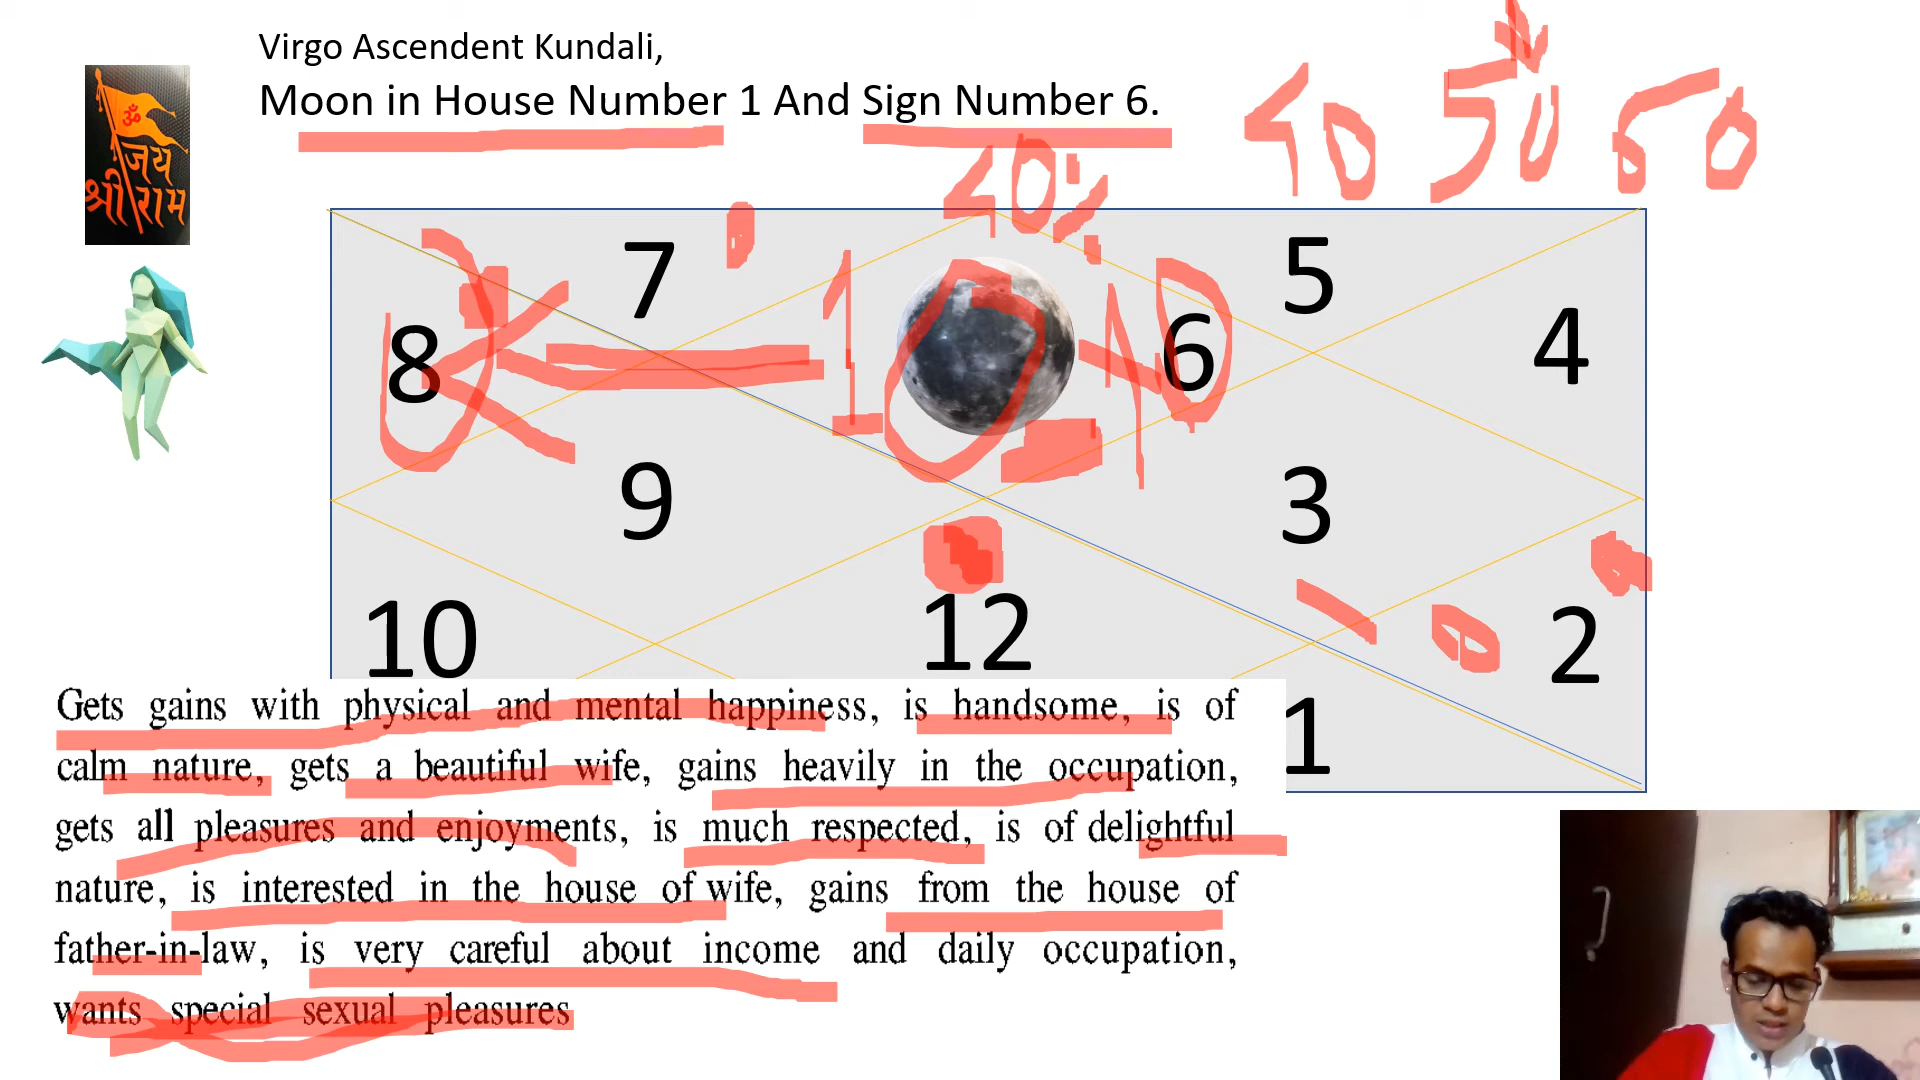 Virgo Ascendent Kundali,
Moon in House Number 1 And Sign Number 6.
ॐ
जय
श्री राम
40 50 60
40%
7
5
8
10
10
6
4
9
3
10
12
2
1
Gets gains with physical and mental happiness, is handsome, is of
calm nature, gets a beautiful wife, gains heavily in the occupation,
gets all pleasures and enjoyments, is much respected, is of delightful
nature, is interested in the house of wife, gains from the house of
father-in-law, is very careful about income and daily occupation,
wants special sexual pleasures